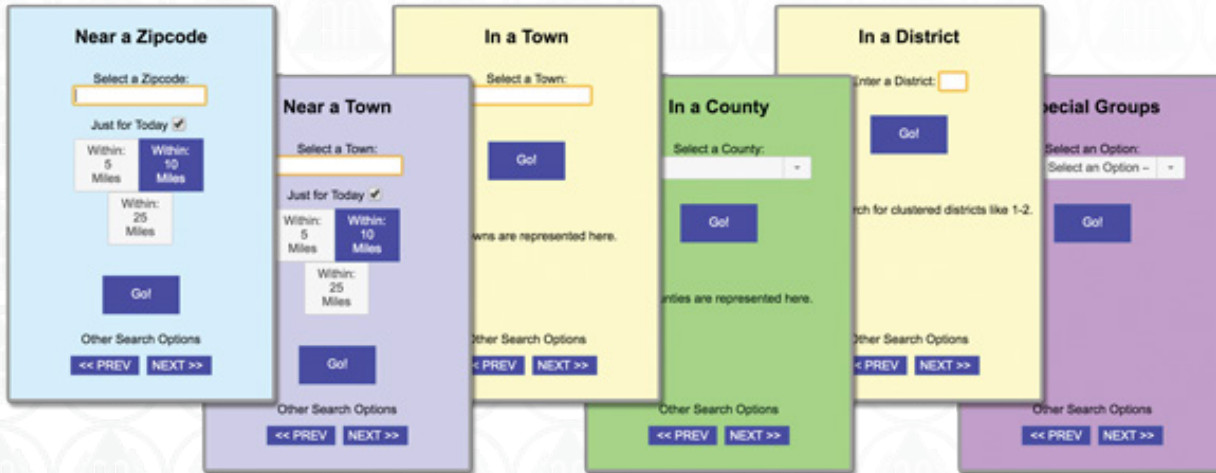 Near a Zipcode
Select a Zipcode:
Just for Today
Within:
5
Miles
Within:
10
Miles
Within:
25
Miles
Go!
Other Search Options
<< PREV NEXT >>
Near a Town
Select a Town:
Just for Today
Within:
5
Miles
Within:
10
Miles
Within:
25
Miles
Go!
Other Search Options
<< PREV NEXT >>
In a Town
Select a Town:
Go!
are represented here.
Other Search Options
PREV NEXT >>
In a County
Select a County:
Go!
are represented here.
Other Search Options
<< PREV NEXT >>
In a District
Enter a District:
Go!
for clustered districts like 1-2.
Other Search Options
< PREV NEXT >>
Groups
Select an Option:
Select an Option –
Go!
Other Search Options
<< PREV NEXT >>